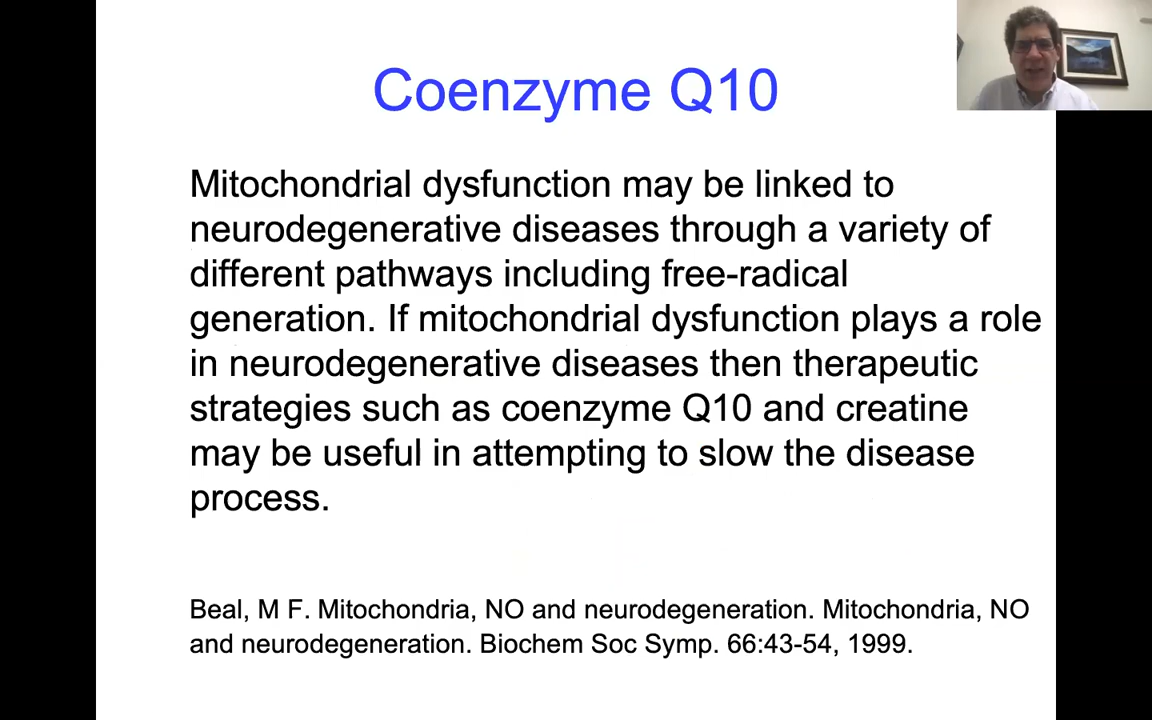 Coenzyme Q10
Mitochondrial dysfunction may be linked to
neurodegenerative diseases through a variety of
different pathways including free-radical
generation. If mitochondrial dysfunction plays a role
in neurodegenerative diseases then therapeutic
strategies such as coenzyme Q10 and creatine
may be useful in attempting to slow the disease
process.
Beal, M F. Mitochondria, NO and neurodegeneration. Mitochondria, NO
and neurodegeneration. Biochem Soc Symp. 66:43-54, 1999.